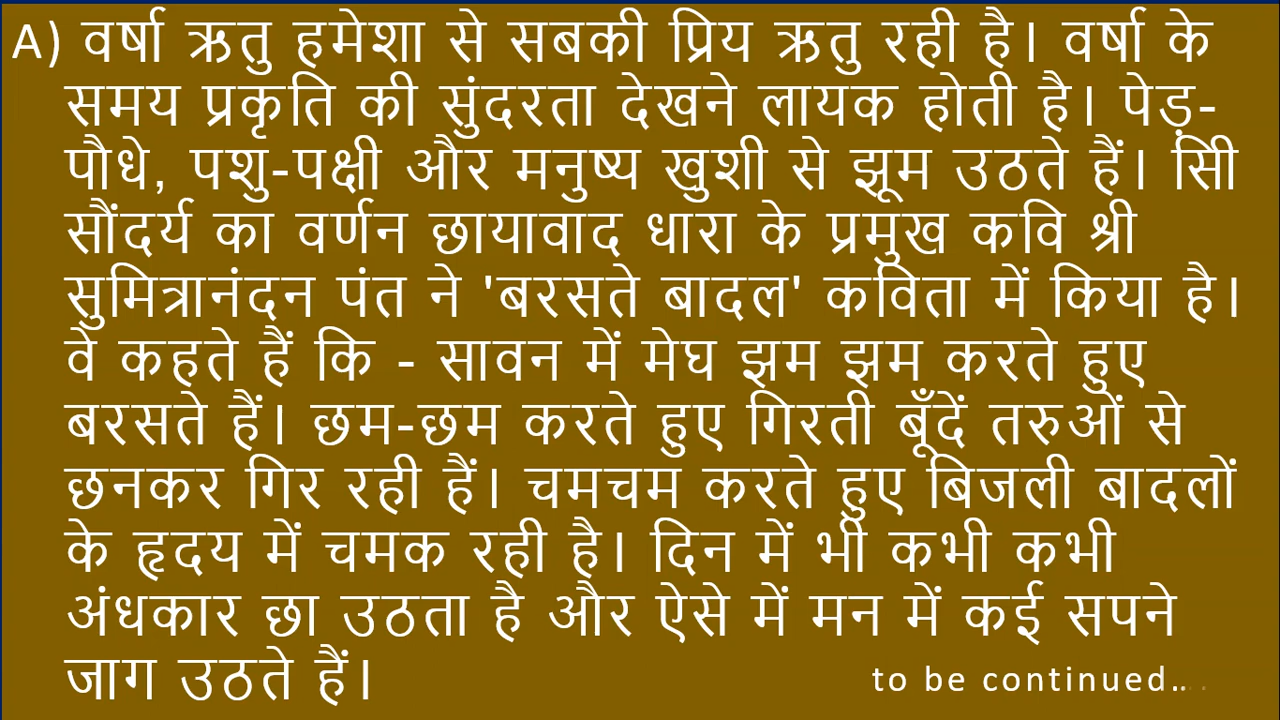 A) वर्षा ऋतु हमेशा से सबकी प्रिय ऋतु रही है। वर्षा के
समय प्रकृति की सुंदरता देखने लायक होती है। पेड़-
पौधे, पशु-पक्षी और मनुष्य खुशी से झूम उठते हैं। सिी
सौंदर्य का वर्णन छायावाद धारा के प्रमुख कवि श्री
सुमित्रानंदन पंत ने 'बरसते बादल' कविता में किया है।
वे कहते हैं कि - सावन में मेघ झम झम करते हुए
बरसते हैं। छम-छम करते हुए गिरती बूँदें तरुओं से
छनकर गिर रही हैं। चमचम करते हुए बिजली बादलों
के हृदय में चमक रही है। दिन में भी कभी कभी
अंधकार छा उठता है और ऐसे में मन में कई सपने
जाग उठते हैं।
to be continued....